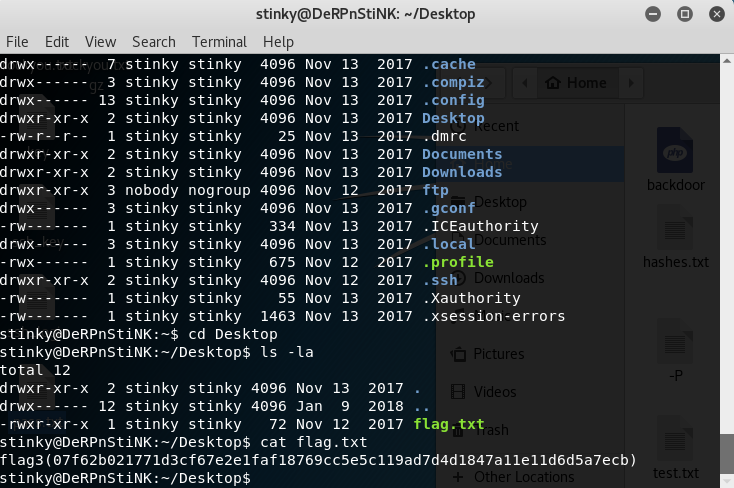 stinky@DeRPnStiNK: ~/Desktop
File Edit View Search Terminal Help
drwx------ 7 stinky stinky 4096 Nov 13 2017 .cache
drwx------ 3 stinky stinky 4096 Nov 13 2017 .compiz
drwx------ 13 stinky stinky 4096 Nov 13 2017 .config
drwxr-xr-x 2 stinky stinky 4096 Nov 13 2017 Desktop
-rw-r--r-- 1 stinky stinky 25 Nov 13 2017 .dmrc
drwxr-xr-x 2 stinky stinky 4096 Nov 13 2017 Documents
drwxr-xr-x 2 stinky stinky 4096 Nov 13 2017 Downloads
drwxr-xr-x 3 nobody nogroup 4096 Nov 12 2017 ftp
drwx------ 3 stinky stinky 4096 Nov 13 2017 .gconf
-rw------- 1 stinky stinky 334 Nov 13 2017 .ICEauthority
drwx------ 3 stinky stinky 4096 Nov 13 2017 .local
-rwxr-xr-x 1 stinky stinky 675 Nov 12 2017 .profile
drwxr-xr-x 2 stinky stinky 4096 Nov 12 2017 .ssh
-rw------- 1 stinky stinky 55 Nov 13 2017 .Xauthority
-rw------- 1 stinky stinky 1463 Nov 13 2017 .xsession-errors
stinky@DeRPnStiNK:~$ cd Desktop
stinky@DeRPnStiNK:~/Desktop$ ls -la
total 12
drwxr-xr-x 2 stinky stinky 4096 Nov 13 2017 .
drwx------ 12 stinky stinky 4096 Jan 9 2018 ..
-rwxr-xr-x 1 stinky stinky 72 Nov 12 2017 flag.txt
stinky@DeRPnStiNK:~/Desktop$ cat flag.txt
flag3(07f62b021771d3cf67e2e1faf18769cc5e5c119ad7d4d1847a11e11d6d5a7ecb)
stinky@DeRPnStiNK:~/Desktop$
Home
Recent
Home
Desktop
Documents
Downloads
Pictures
Videos
Trash
Other Locations
backdoor
hashes.txt
-P
test.txt